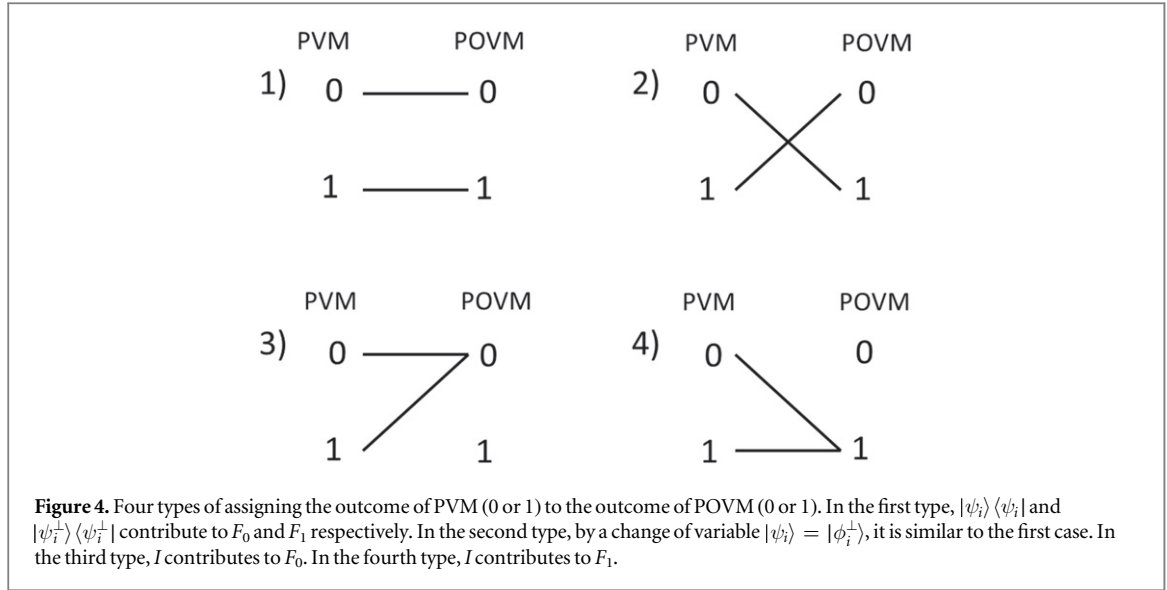 PVM POVM PVM POVM
1) 0 0 2) 0 0
1 1 1 1
PVM POVM PVM POVM
3) 0 0 4) 0 0
1 1 1 1
Figure 4. Four types of assigning the outcome of PVM (0 or 1) to the outcome of POVM (0 or 1). In the first type, |ψᵢ⟩⟨ψᵢ| and
|ψᵢ⊥⟩⟨ψᵢ⊥| contribute to F₀ and F₁ respectively. In the second type, by a change of variable |ψᵢ⟩ = |ϕᵢ⊥⟩, it is similar to the first case. In
the third type, I contributes to F₀. In the fourth type, I contributes to F₁.